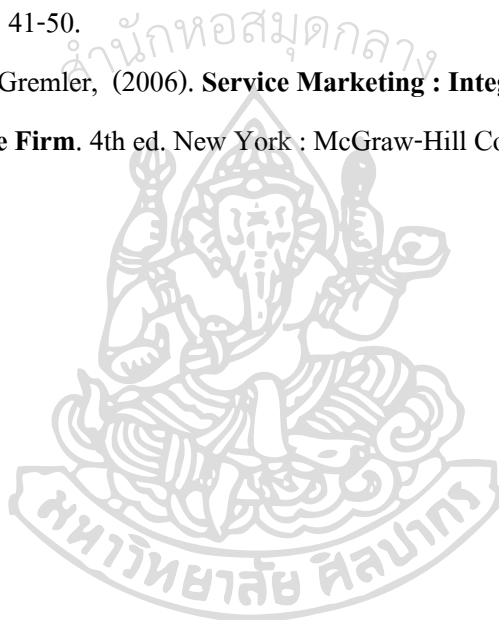 41-50.
สำนักหอสมุดกลาง
Gremler, (2006). Service Marketing : Integ
e Firm. 4th ed. New York : McGraw-Hill Co
มหาวิทยาลัย ศิลปากร